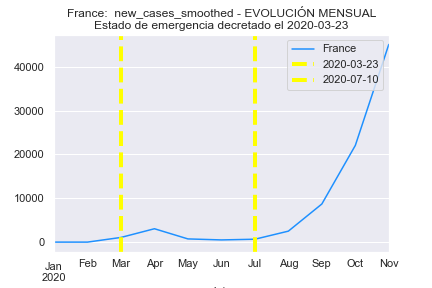 France:  new_cases_smoothed - EVOLUCIÓN MENSUAL
Estado de emergencia decretado el 2020-03-23
France
2020-03-23
2020-07-10
40000
30000
20000
10000
0
Jan Feb Mar Apr May Jun Jul Aug Sep Oct Nov
2020